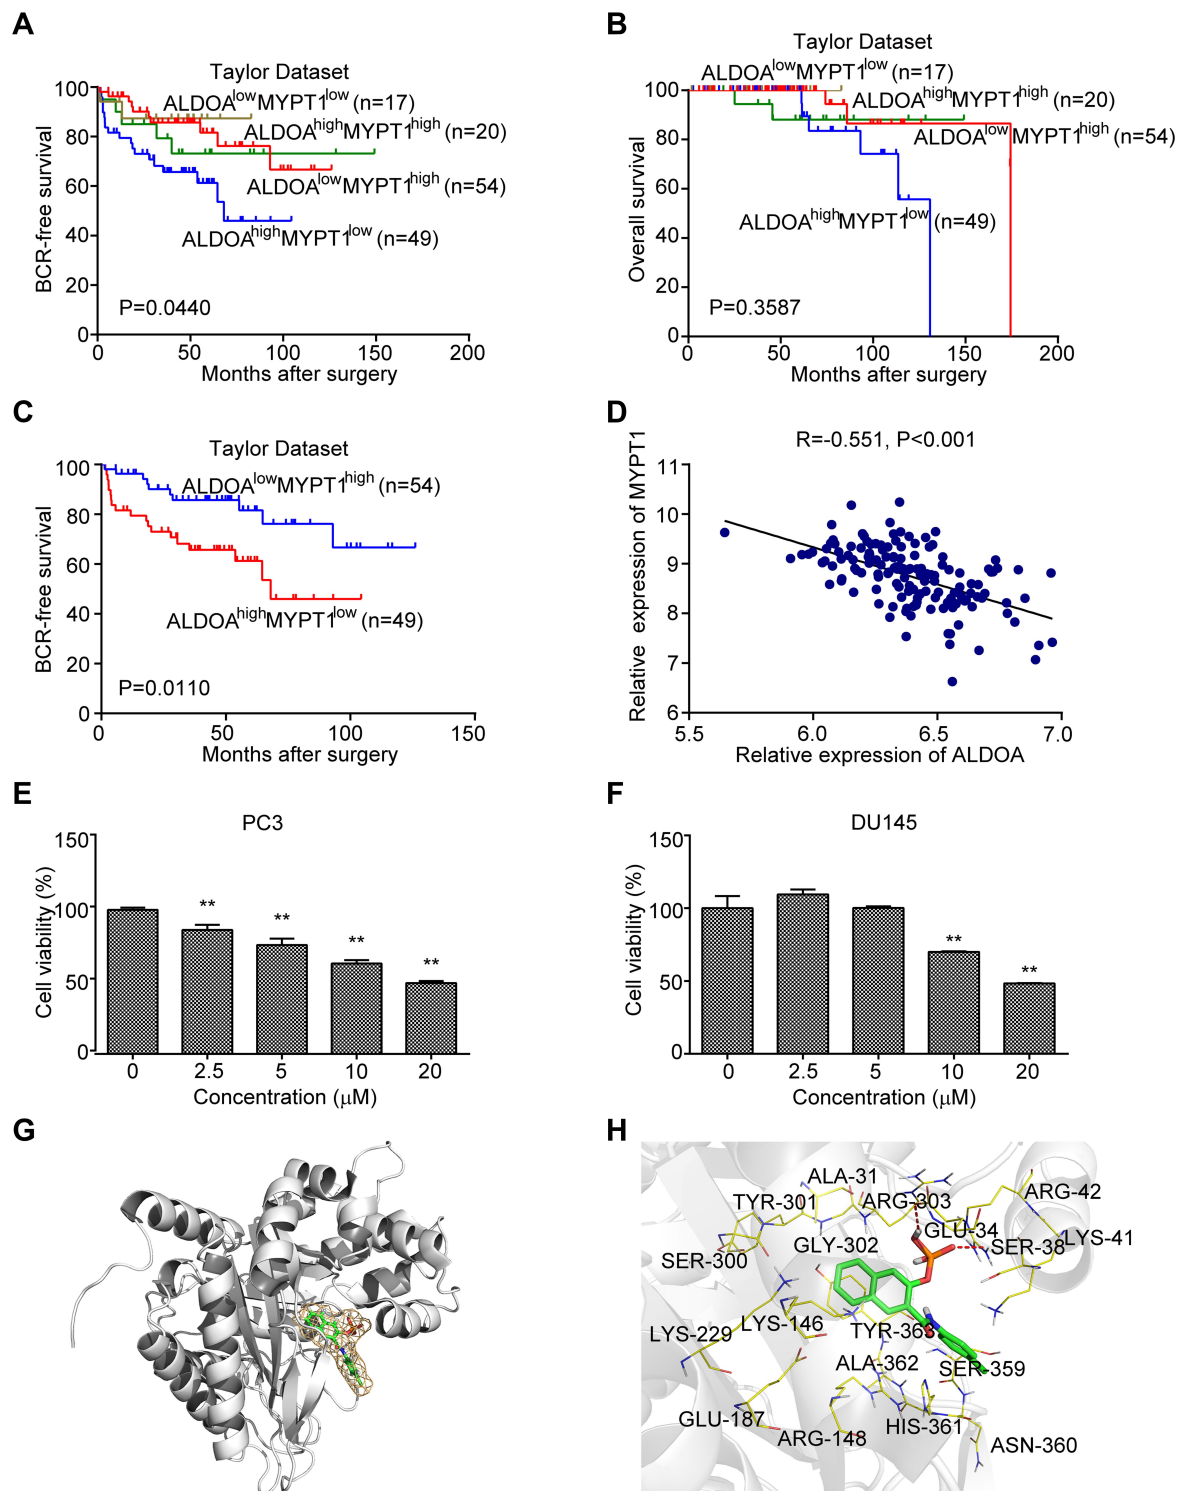 A
Taylor Dataset
ALDOAlowMYPT1low (n=17)
ALDOAhighMYPT1high (n=20)
ALDOAlowMYPT1high (n=54)
ALDOAhighMYPT1low (n=49)
P=0.0440
BCR-free survival
100
80
60
40
20
0
0 50 100 150 200
Months after surgery
B
Taylor Dataset
ALDOAlowMYPT1low (n=17)
ALDOAhighMYPT1high (n=20)
ALDOAlowMYPT1high (n=54)
ALDOAhighMYPT1low (n=49)
P=0.3587
Overall survival
100
80
60
40
20
0
0 50 100 150 200
Months after surgery
C
Taylor Dataset
ALDOAlowMYPT1high (n=54)
ALDOAhighMYPT1low (n=49)
P=0.0110
BCR-free survival
100
80
60
40
20
0
0 50 100 150
Months after surgery
D
R=-0.551, P<0.001
Relative expression of MYPT1
11
10
9
8
7
6
5.5 6.0 6.5 7.0
Relative expression of ALDOA
E
PC3
Cell viability (%)
150
100
50
0
** ** ** **
0 2.5 5 10 20
Concentration (μM)
F
DU145
Cell viability (%)
150
100
50
0
** **
0 2.5 5 10 20
Concentration (μM)
G
H
ALA-31
TYR-301
ARG-303
ARG-42
GLU-34
LYS-41
SER-300
GLY-302
SER-38
LYS-229
LYS-146
TYR-363
ALA-362
SER-359
GLU-187
ARG-148
HIS-361
ASN-360